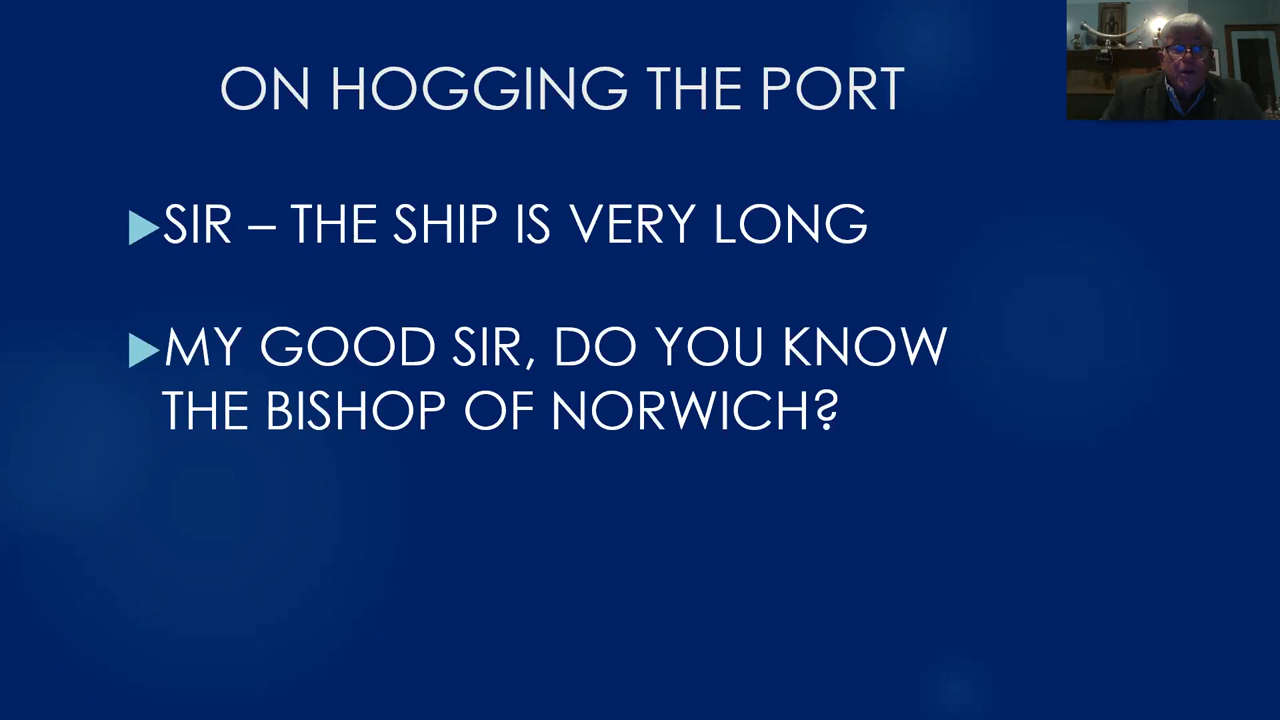 ON HOGGING THE PORT
SIR – THE SHIP IS VERY LONG
MY GOOD SIR, DO YOU KNOW
THE BISHOP OF NORWICH?